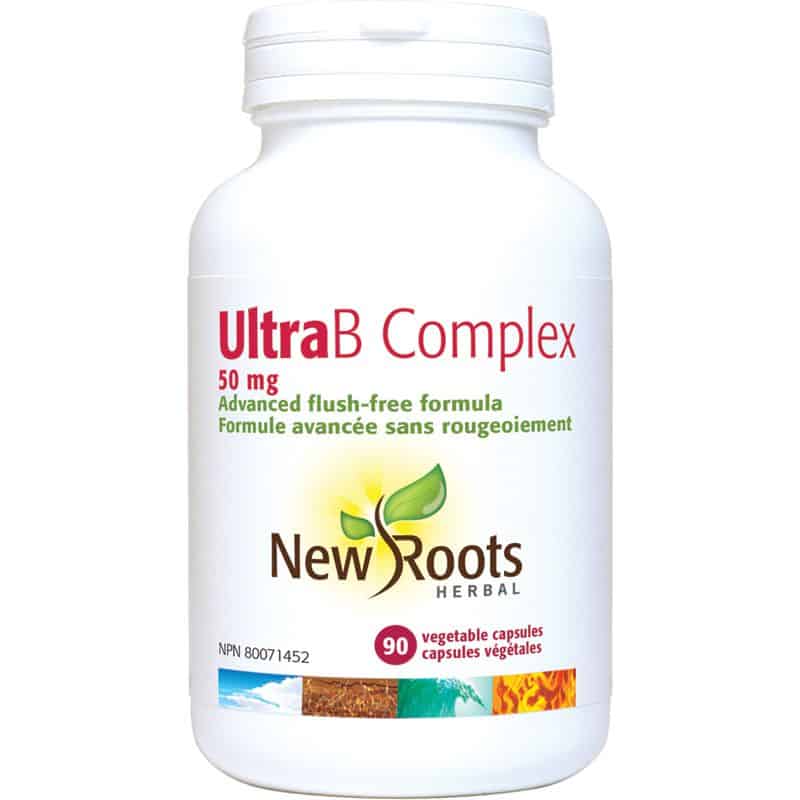 UltraB Complex
50 mg
Advanced flush-free formula
Formule avancée sans rougeoiement
New Roots
HERBAL
90 vegetable capsules
capsules végétales
NPN 80071452